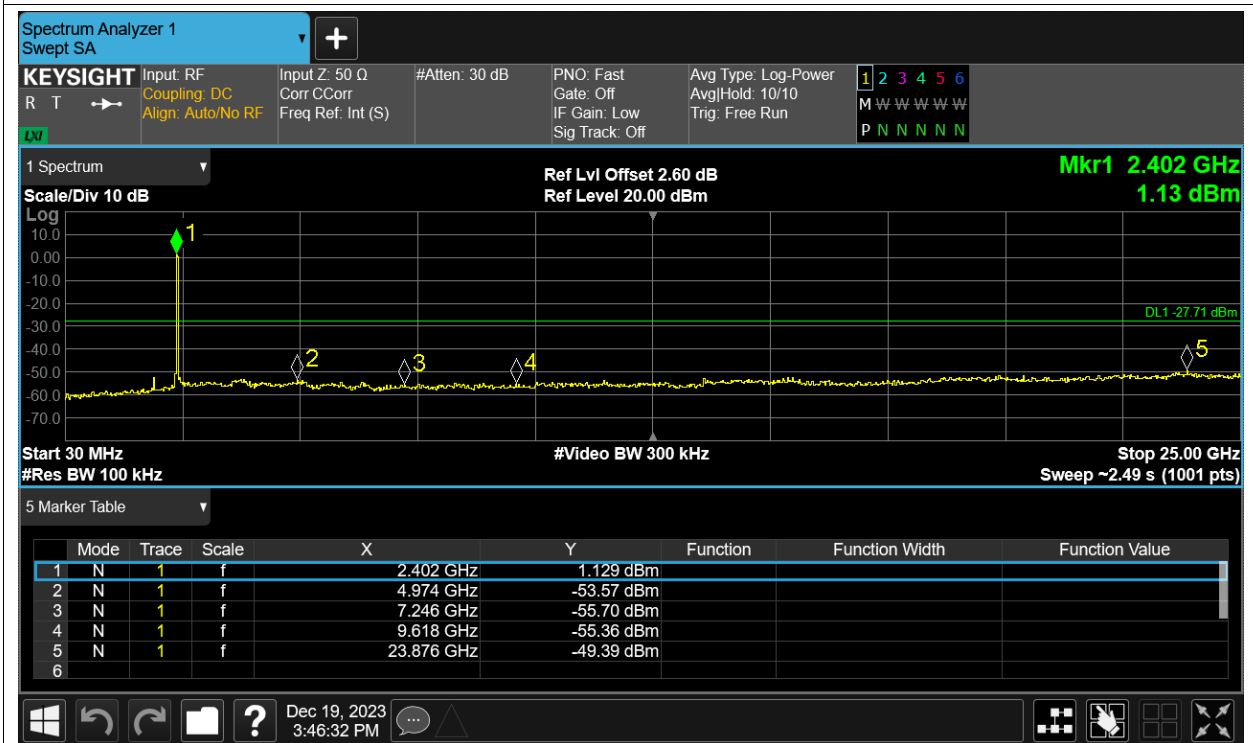 Spectrum Analyzer 1
Swept SA
+
KEYSIGHT
R T
LXI
Input: RF
Coupling: DC
Align: Auto/No RF
Input Z: 50 Ω
Corr CCorr
Freq Ref: Int (S)
#Atten: 30 dB
PNO: Fast
Gate: Off
IF Gain: Low
Sig Track: Off
Avg Type: Log-Power
Avg|Hold: 10/10
Trig: Free Run
1 2 3 4 5 6
M W W W W W
P N N N N N
1 Spectrum
Scale/Div 10 dB
Ref Lvl Offset 2.60 dB
Ref Level 20.00 dBm
Mkr1 2.402 GHz
1.13 dBm
Log
10.0
0.00
-10.0
-20.0
-30.0
-40.0
-50.0
-60.0
-70.0
1
2
3
4
5
DL1 -27.71 dBm
Start 30 MHz
#Video BW 300 kHz
Stop 25.00 GHz
#Res BW 100 kHz
Sweep ~2.49 s (1001 pts)
5 Marker Table
Mode Trace Scale X Y Function Function Width Function Value
1 N 1 f 2.402 GHz 1.129 dBm
2 N 1 f 4.974 GHz -53.57 dBm
3 N 1 f 7.246 GHz -55.70 dBm
4 N 1 f 9.618 GHz -55.36 dBm
5 N 1 f 23.876 GHz -49.39 dBm
6
?
Dec 19, 2023
3:46:32 PM